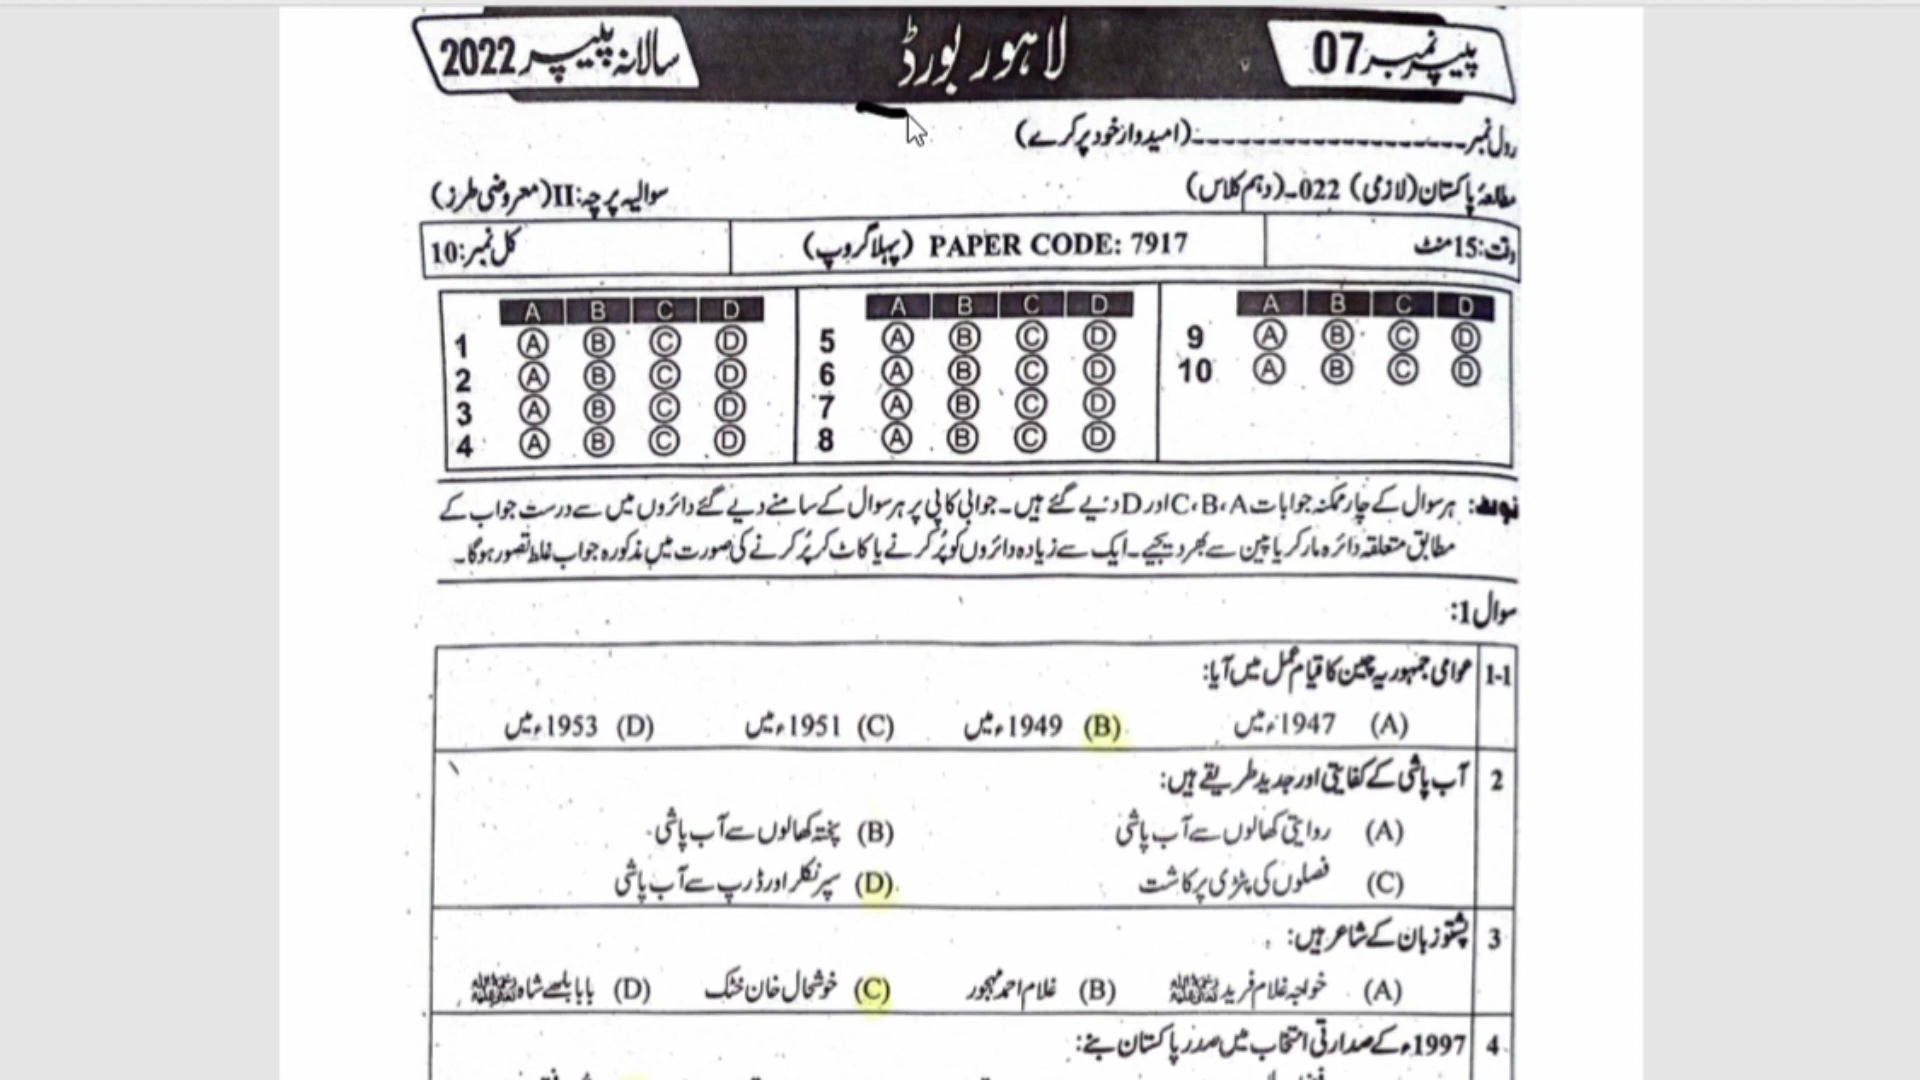 پیپر نمبر 07 لاہور بورڈ سالانہ پیپر 2022
رول نمبر ---------------------- (امیدوار خود پر کرے)
مطالعۂ پاکستان (لازمی) 022-(دہم کلاس) سوالیہ پرچہ: II (معروضی طرز)
وقت: 15 منٹ PAPER CODE: 7917 (پہلا گروپ) کل نمبر: 10
A B C D A B C D A B C D
1 A B C D 5 A B C D 9 A B C D
2 A B C D 6 A B C D 10 A B C D
3 A B C D 7 A B C D
4 A B C D 8 A B C D
نوٹ: ہر سوال کے چار ممکنہ جوابات C،B،A اور D دیے گئے ہیں۔ جوابی کاپی پر ہر سوال کے سامنے دیے گئے دائروں میں سے درست جواب کے
مطابق متعلقہ دائرہ مارکر یا پین سے بھر دیجیے۔ ایک سے زیادہ دائروں کو پُر کرنے یا کاٹ کر پُر کرنے کی صورت میں مذکورہ جواب غلط تصور ہوگا۔
سوال 1:
1-1 عوامی جمہوریہ چین کا قیام عمل میں آیا:
(A) 1947ء میں (B) 1949ء میں (C) 1951ء میں (D) 1953ء میں
2 آب پاشی کے کفایتی اور جدید طریقے ہیں:
(A) روایتی کھالوں سے آب پاشی (B) پختہ کھالوں سے آب پاشی
(C) فصلوں کی پٹڑی پر کاشت (D) سپرنکلر اور ڈرپ سے آب پاشی
3 پشتو زبان کے شاعر ہیں:
(A) خواجہ غلام فرید (B) غلام احمد مہجور (C) خوشحال خان خٹک (D) بابا بلھے شاہ
4 1997ء کے صدارتی انتخاب میں صدر پاکستان بنے: